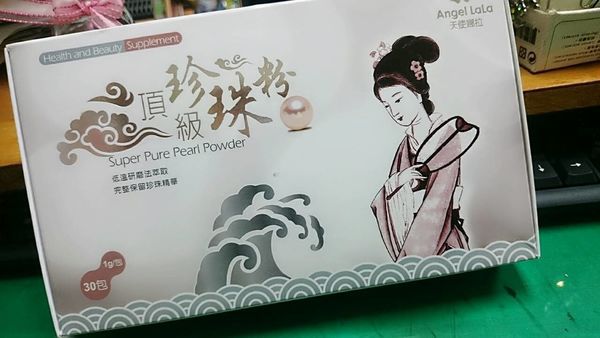 Health and Beauty Supplement
Angel LaLa
天使娜拉
頂級珍珠粉
Super Pure Pearl Powder
低溫研磨法萃取
完整保留珍珠精華
1g/包
30包